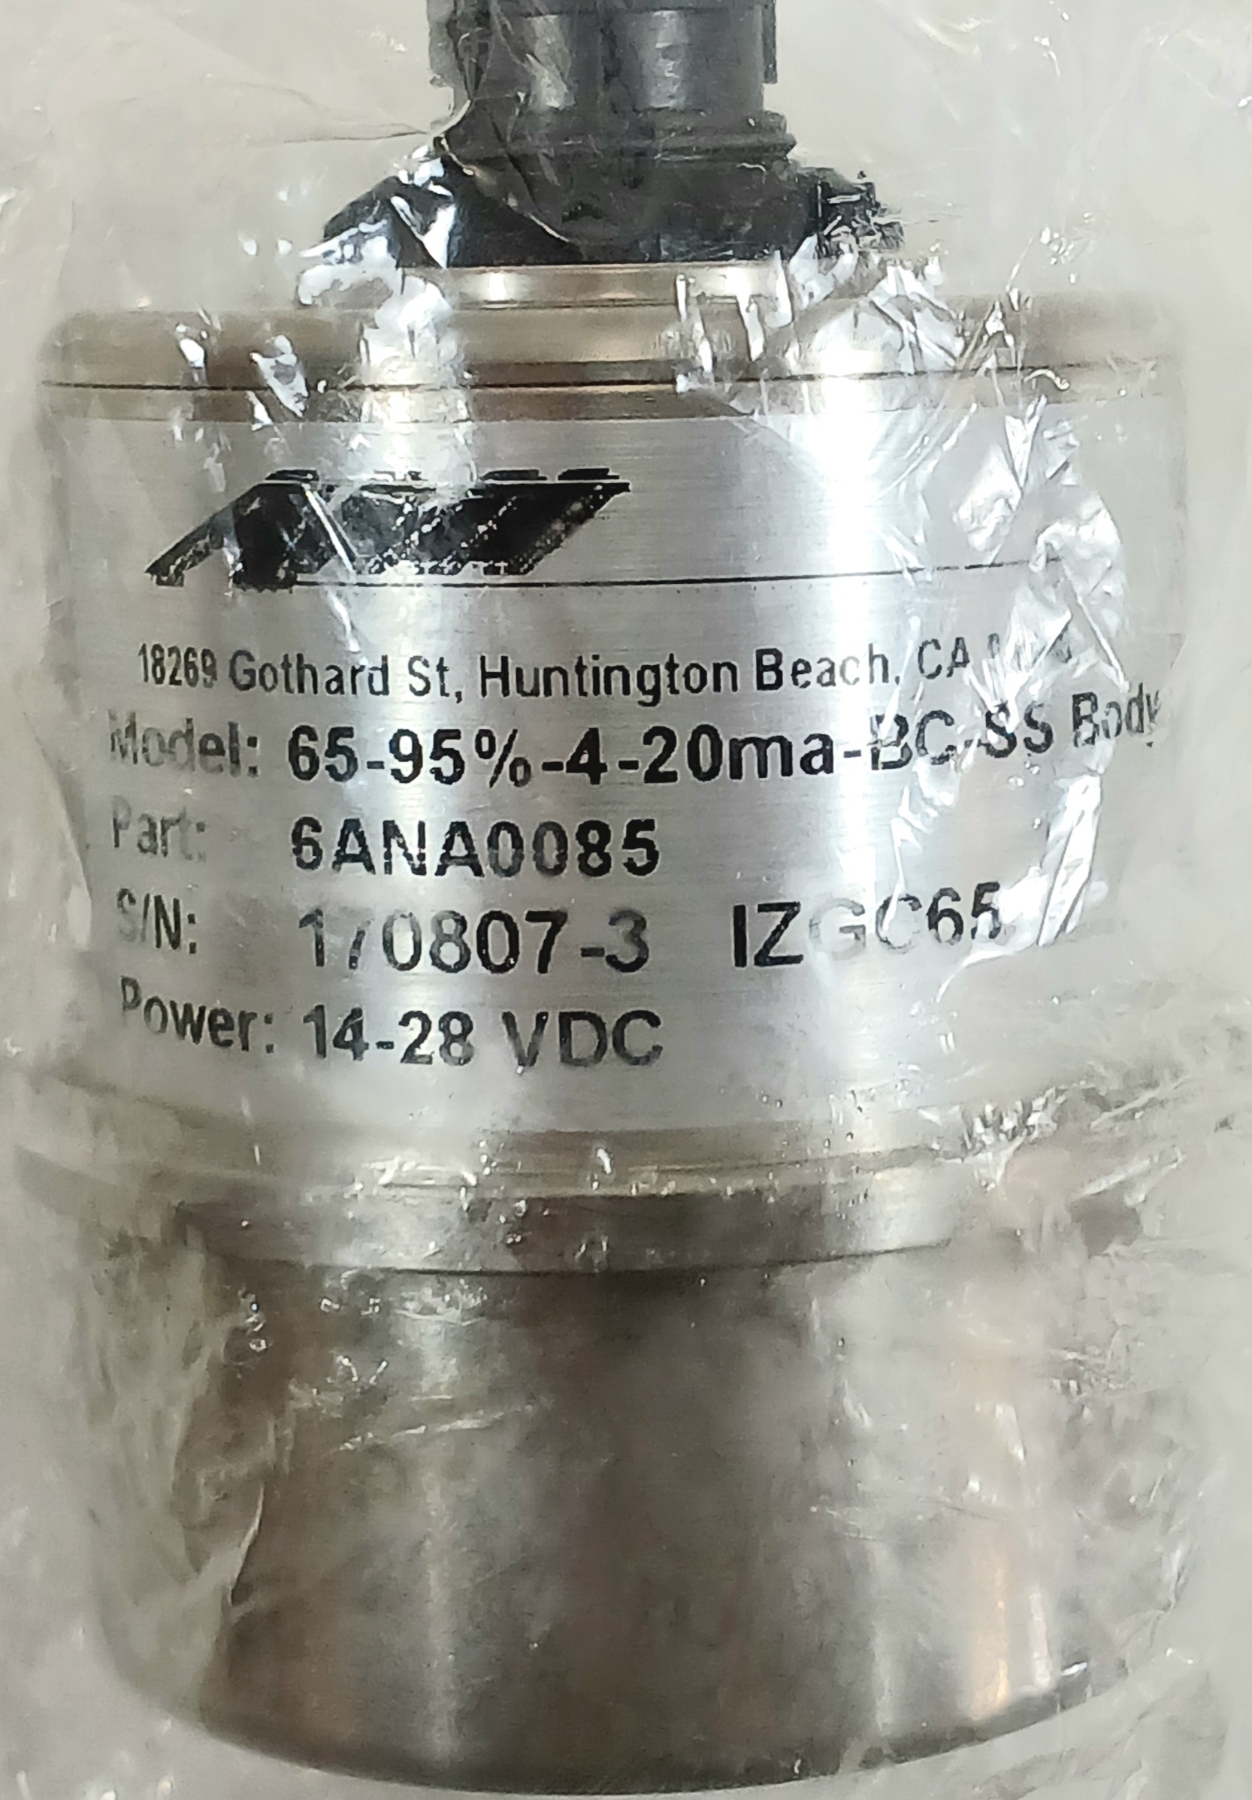 18269 Gothard St, Huntington Beach, CA
Model: 65-95%-4-20ma-BC-SS Body
Part: 6ANA0085
S/N: 170807-3 IZGC65
Power: 14-28 VDC